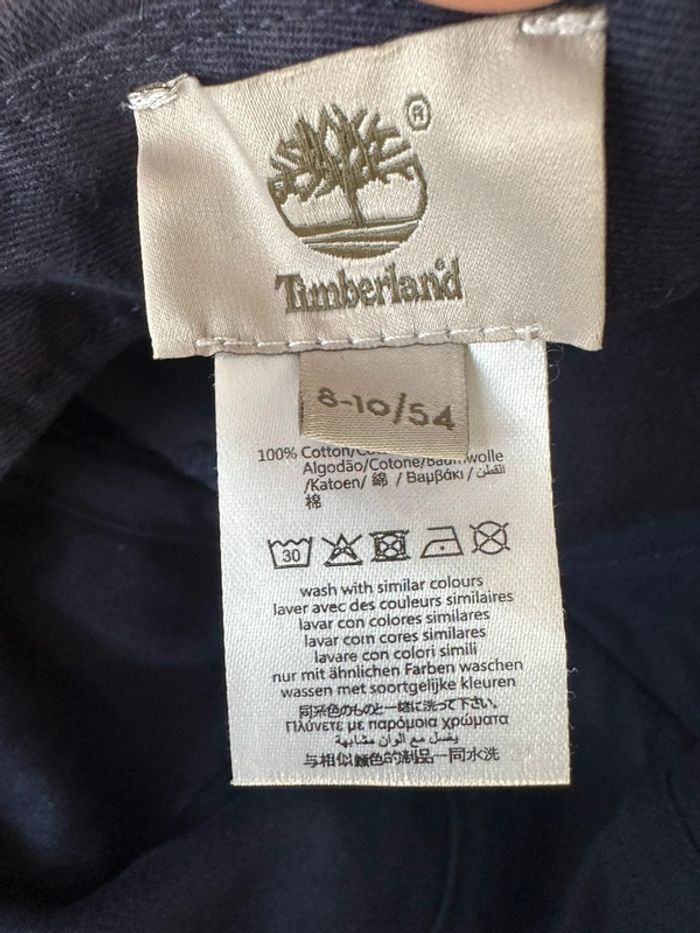 ®
Timberland®
8-10/54
100% Cotton/
Algodão/Cotone/Baumwolle
/Katoen/ 綿 / Βαμβάκι / القطن
棉
30
wash with similar colours
laver avec des couleurs similaires
lavar con colores similares
lavar com cores similares
lavare con colori simili
nur mit ähnlichen Farben waschen
wassen met soortgelijke kleuren
同系色のものと一緒に洗って下さい。
Πλύνετε με παρόμοια χρώματα
يغسل مع ألوان مشابهة
与相似颜色的制品一同水洗